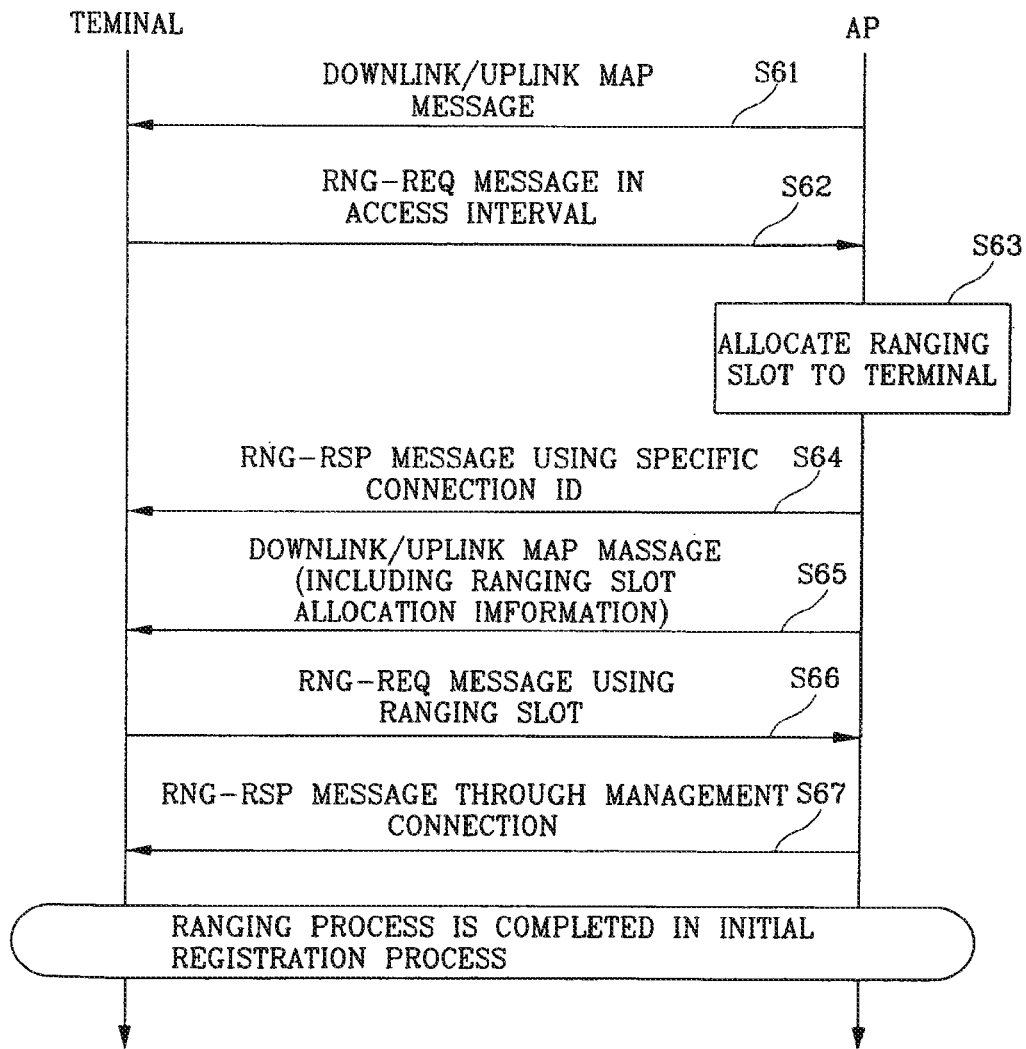 TEMINAL
AP
DOWNLINK/UPLINK MAP
MESSAGE
S61
RNG-REQ MESSAGE IN
ACCESS INTERVAL
S62
S63
ALLOCATE RANGING
SLOT TO TERMINAL
RNG-RSP MESSAGE USING SPECIFIC
CONNECTION ID
S64
DOWNLINK/UPLINK MAP MASSAGE
(INCLUDING RANGING SLOT
ALLOCATION IMFORMATION)
S65
RNG-REQ MESSAGE USING
RANGING SLOT
S66
RNG-RSP MESSAGE THROUGH MANAGEMENT
CONNECTION
S67
RANGING PROCESS IS COMPLETED IN INITIAL
REGISTRATION PROCESS